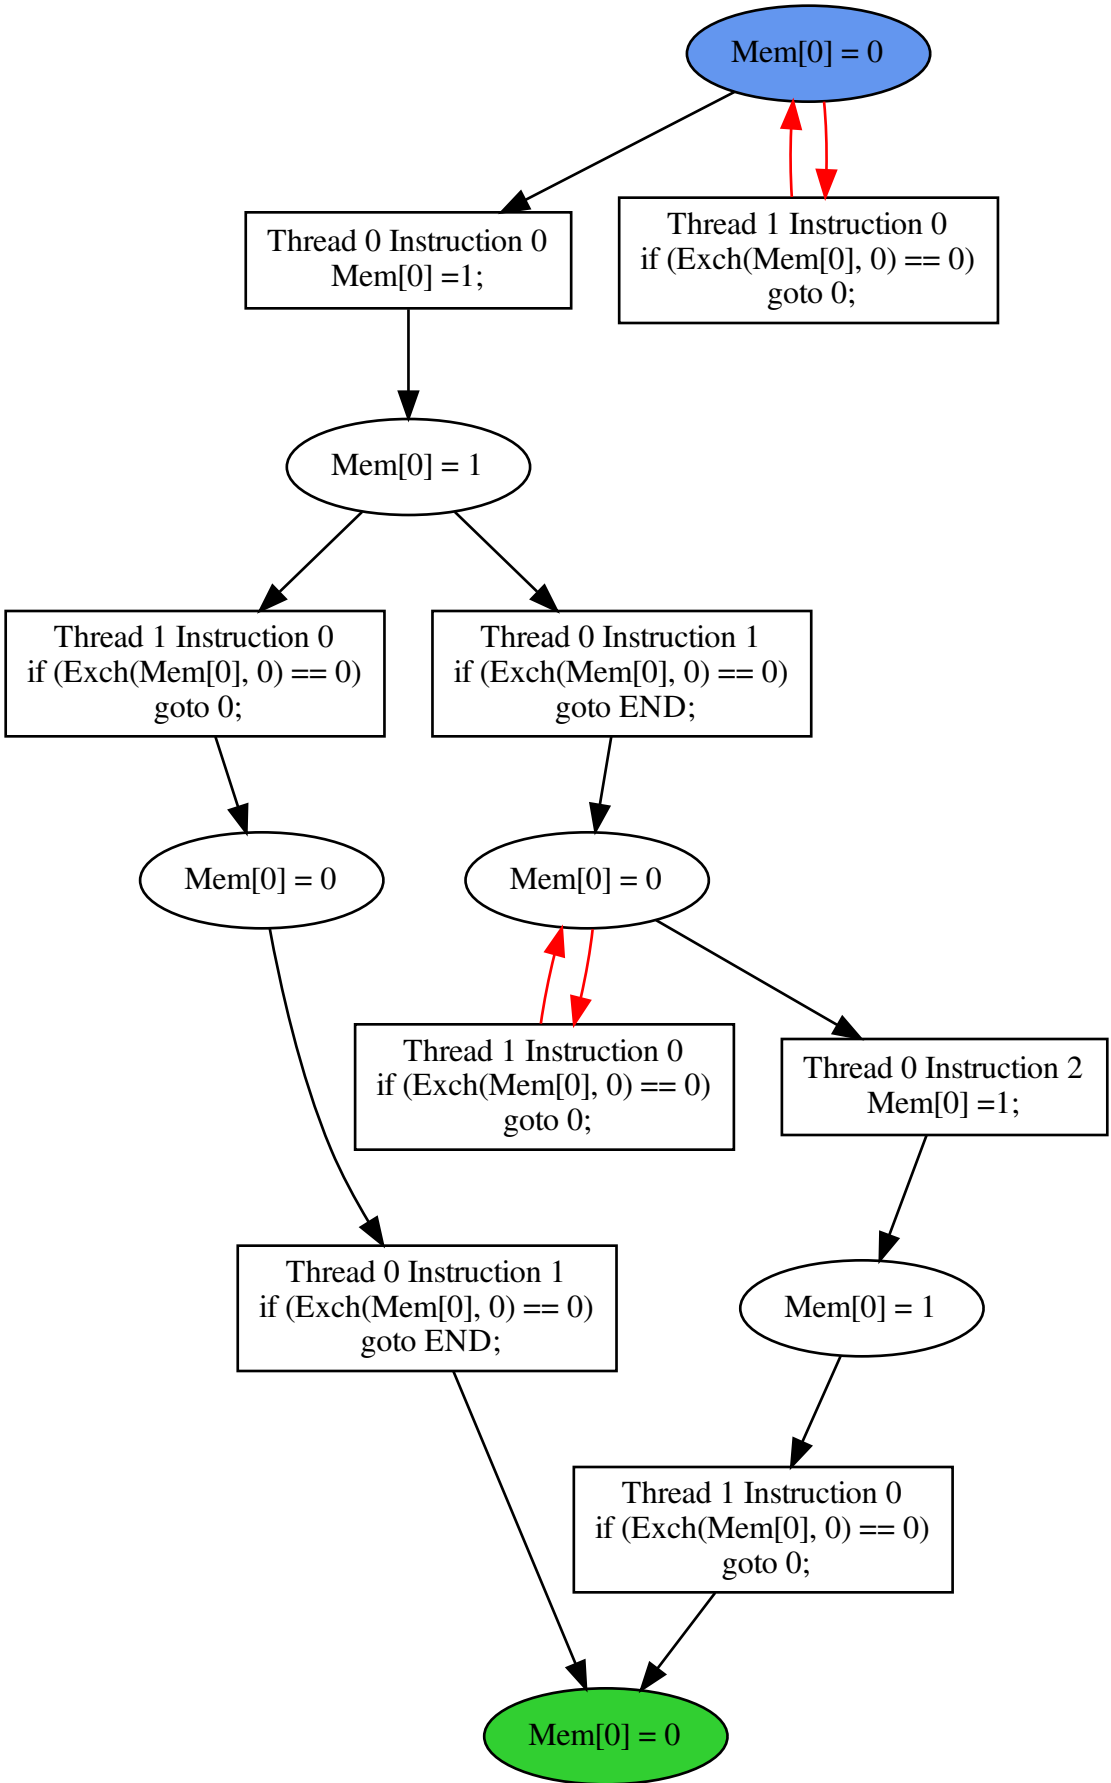 Mem[0] = 0
Thread 0 Instruction 0
Mem[0] =1;
Thread 1 Instruction 0
if (Exch(Mem[0], 0) == 0)
goto 0;
Mem[0] = 1
Thread 1 Instruction 0
if (Exch(Mem[0], 0) == 0)
goto 0;
Thread 0 Instruction 1
if (Exch(Mem[0], 0) == 0)
goto END;
Mem[0] = 0
Mem[0] = 0
Thread 1 Instruction 0
if (Exch(Mem[0], 0) == 0)
goto 0;
Thread 0 Instruction 2
Mem[0] =1;
Thread 0 Instruction 1
if (Exch(Mem[0], 0) == 0)
goto END;
Mem[0] = 1
Thread 1 Instruction 0
if (Exch(Mem[0], 0) == 0)
goto 0;
Mem[0] = 0